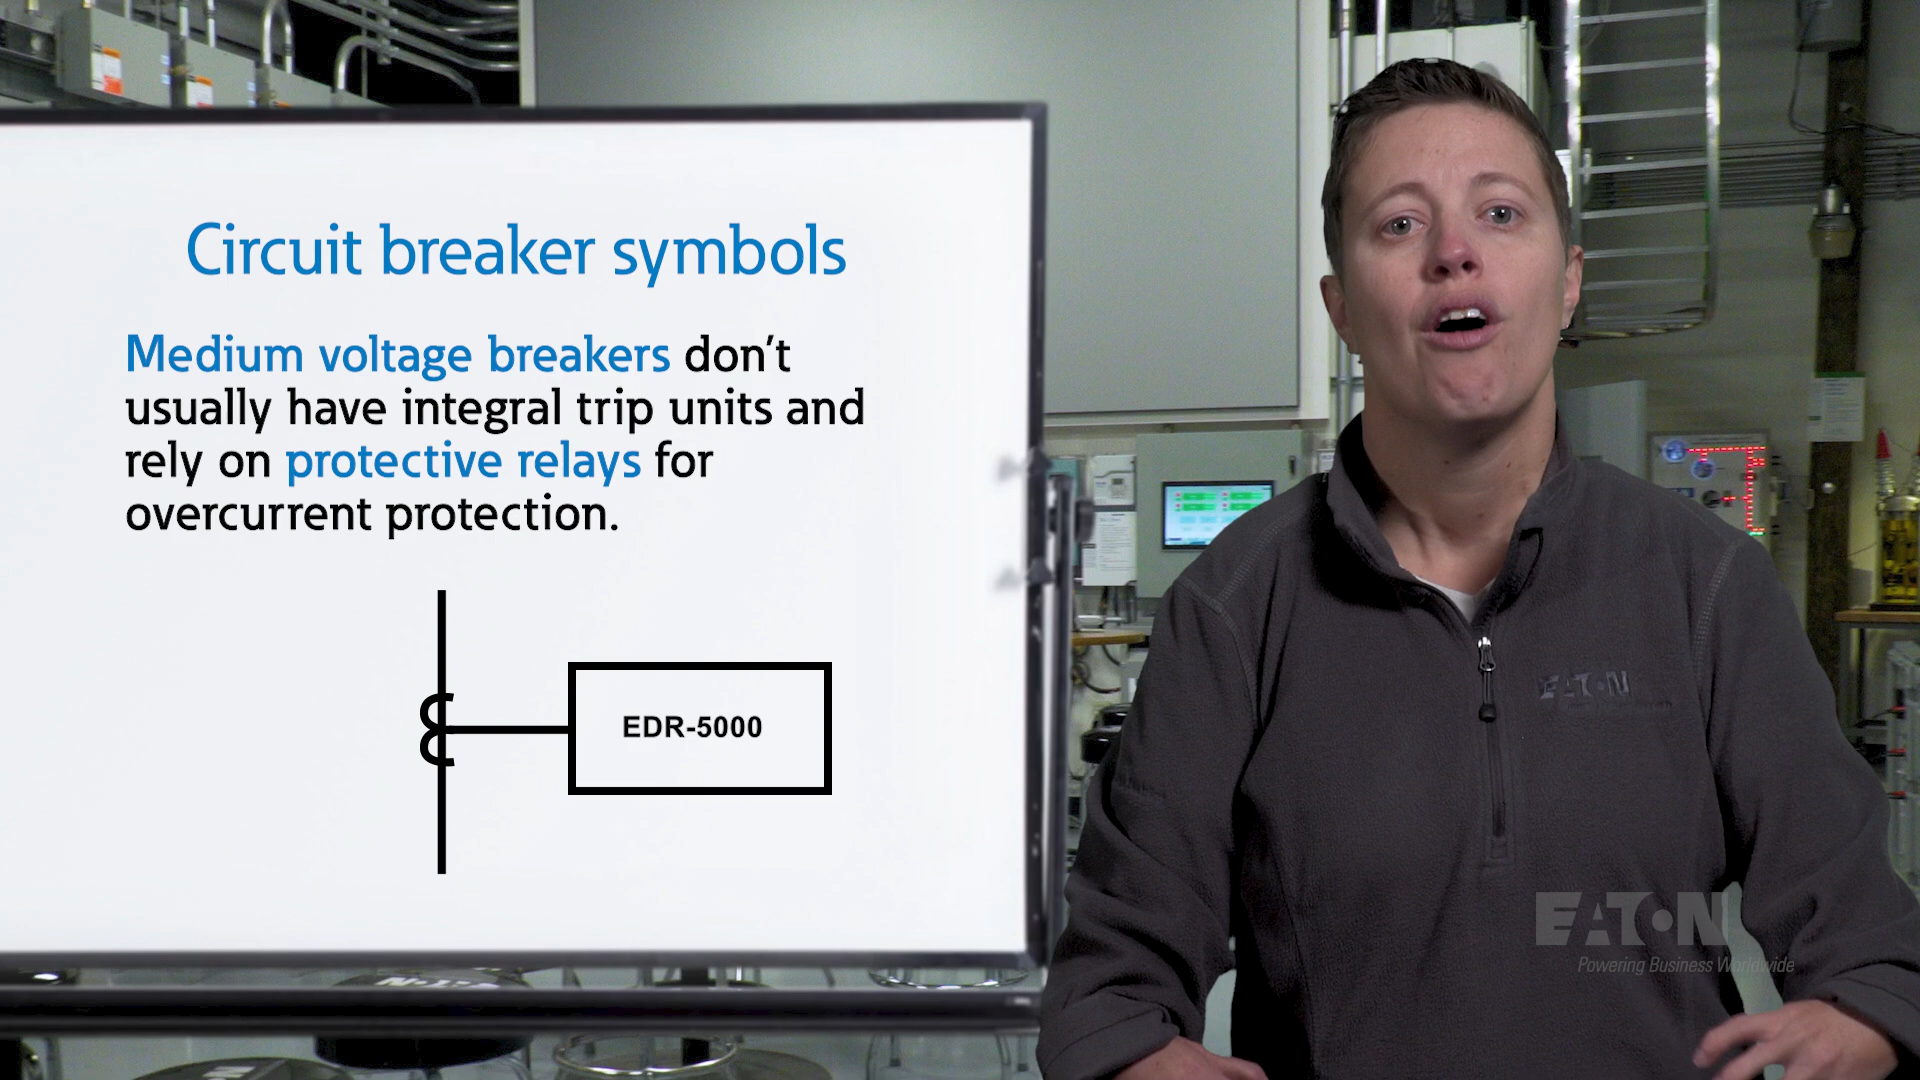 Circuit breaker symbols
Medium voltage breakers don't
usually have integral trip units and
rely on protective relays for
overcurrent protection.
EDR-5000
EATON
EATON
Powering Business Worldwide
EATON